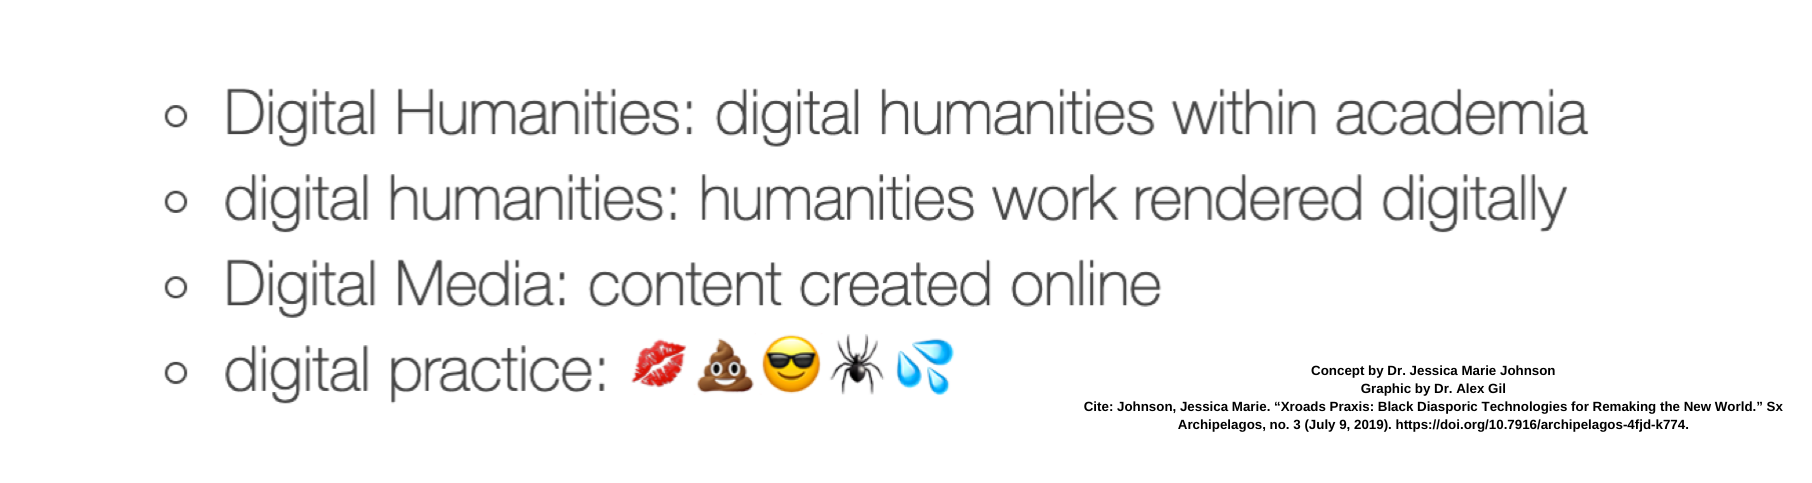 ○ Digital Humanities: digital humanities within academia
○ digital humanities: humanities work rendered digitally
○ Digital Media: content created online
○ digital practice: 💋💩😎🕷💦
Concept by Dr. Jessica Marie Johnson
Graphic by Dr. Alex Gil
Cite: Johnson, Jessica Marie. “Xroads Praxis: Black Diasporic Technologies for Remaking the New World.” Sx
Archipelagos, no. 3 (July 9, 2019). https://doi.org/10.7916/archipelagos-4fjd-k774.